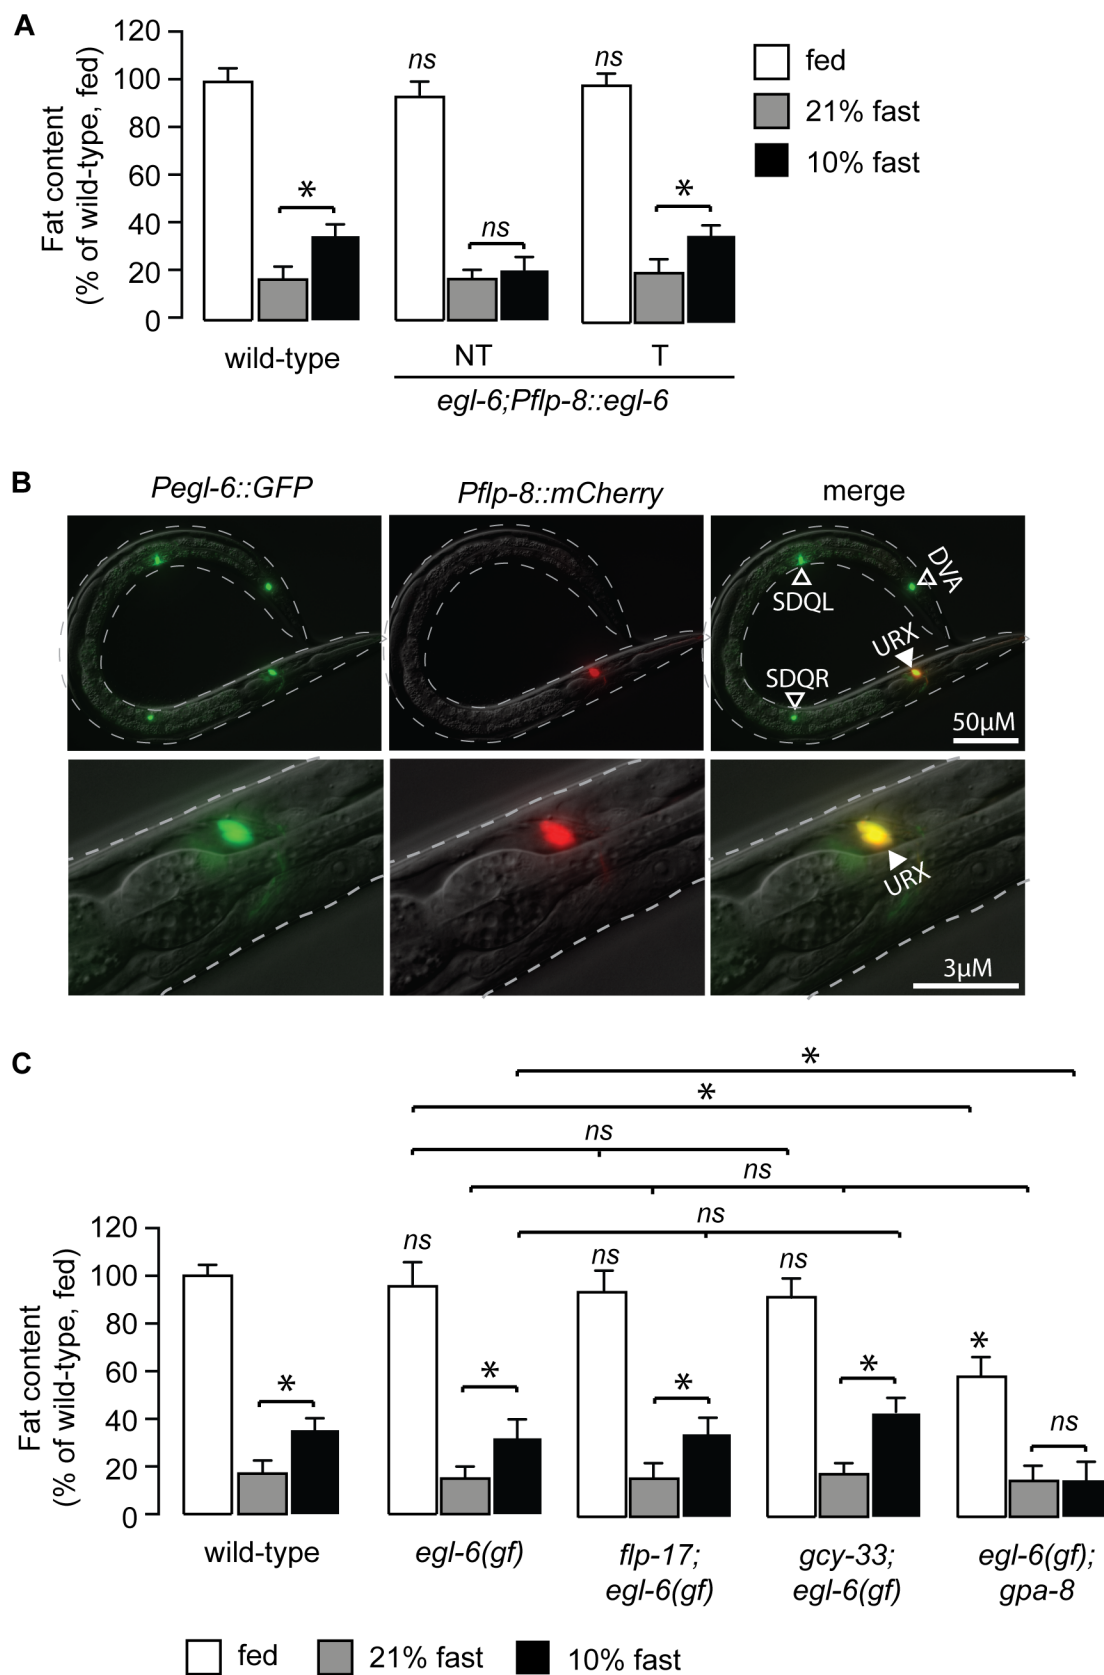 A
Fat content
(% of wild-type, fed)
120
100
80
60
40
20
0
*
ns
ns
ns
*
fed
21% fast
10% fast
wild-type
NT
T
egl-6;Pflp-8::egl-6
B
Pegl-6::GFP
Pflp-8::mCherry
merge
SDQL
DVA
URX
SDQR
50µM
URX
3µM
C
*
*
ns
ns
ns
Fat content
(% of wild-type, fed)
120
100
80
60
40
20
0
*
ns
*
ns
*
ns
*
*
ns
wild-type
egl-6(gf)
flp-17;
egl-6(gf)
gcy-33;
egl-6(gf)
egl-6(gf);
gpa-8
fed
21% fast
10% fast